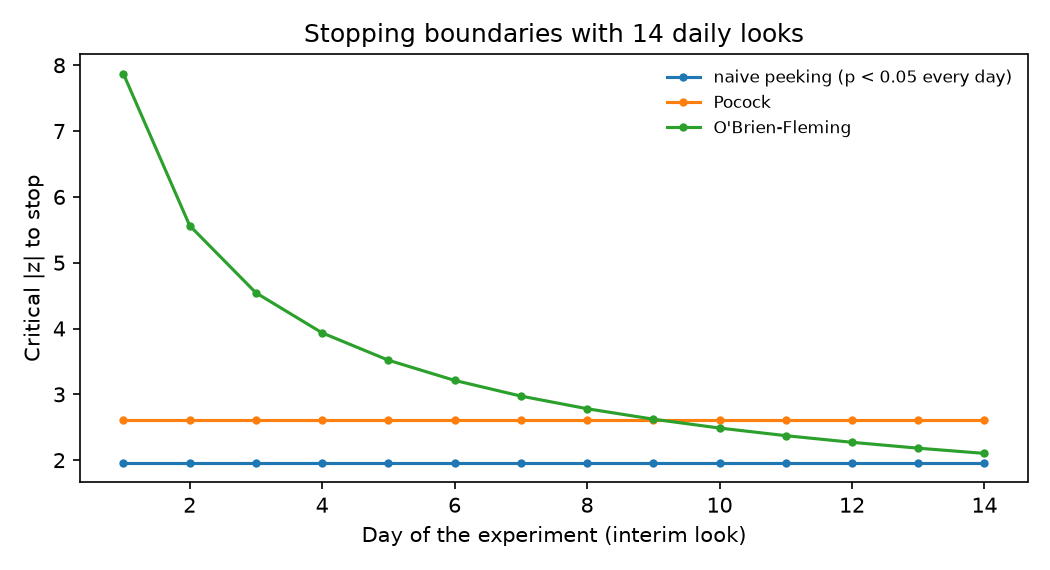 Stopping boundaries with 14 daily looks
naive peeking (p < 0.05 every day)
Pocock
O'Brien-Fleming
Critical |z| to stop
8
7
6
5
4
3
2
2 4 6 8 10 12 14
Day of the experiment (interim look)